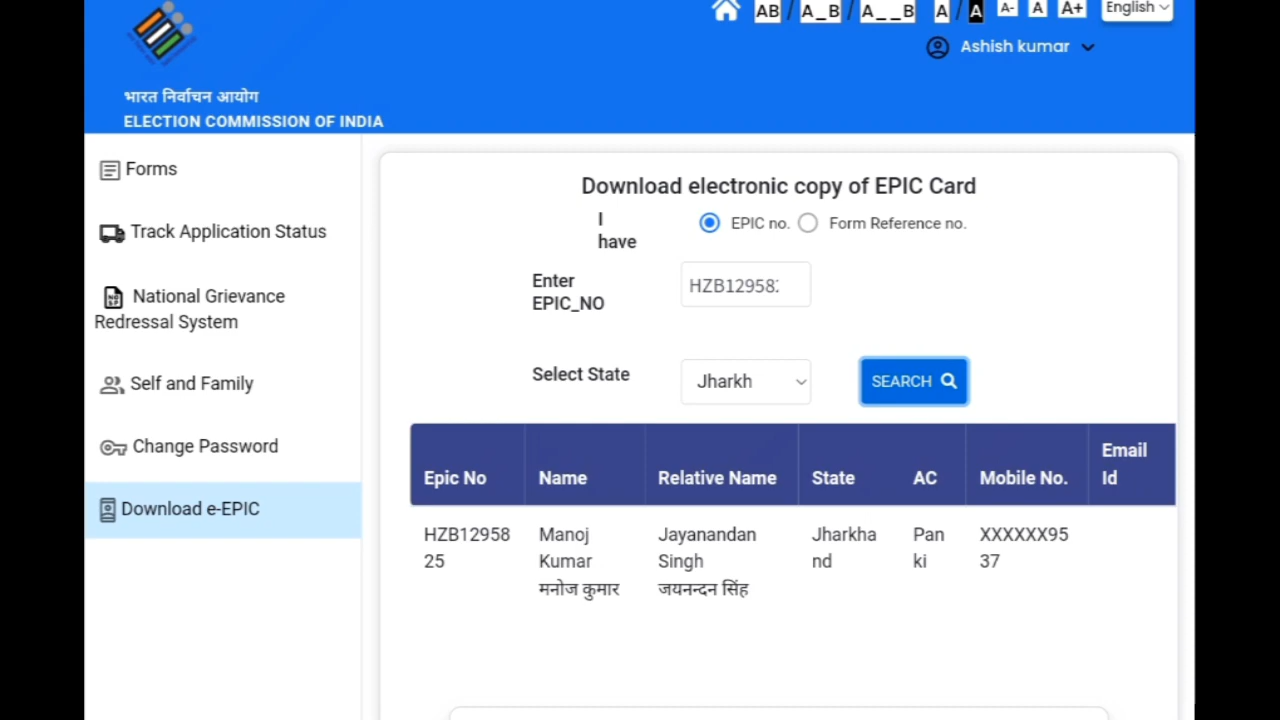 AB / A_B / A__B A / A A- A A+ English
Ashish kumar
भारत निर्वाचन आयोग
ELECTION COMMISSION OF INDIA
Forms
Track Application Status
National Grievance
Redressal System
Self and Family
Change Password
Download e-EPIC
Download electronic copy of EPIC Card
I
have
EPIC no. Form Reference no.
Enter
EPIC_NO
HZB12958
Select State
Jharkh
SEARCH
Email
Epic No Name Relative Name State AC Mobile No. Id
HZB12958 Manoj Jayanandan Jharkha Pan XXXXXX95
25 Kumar Singh nd ki 37
मनोज कुमार जयनन्दन सिंह